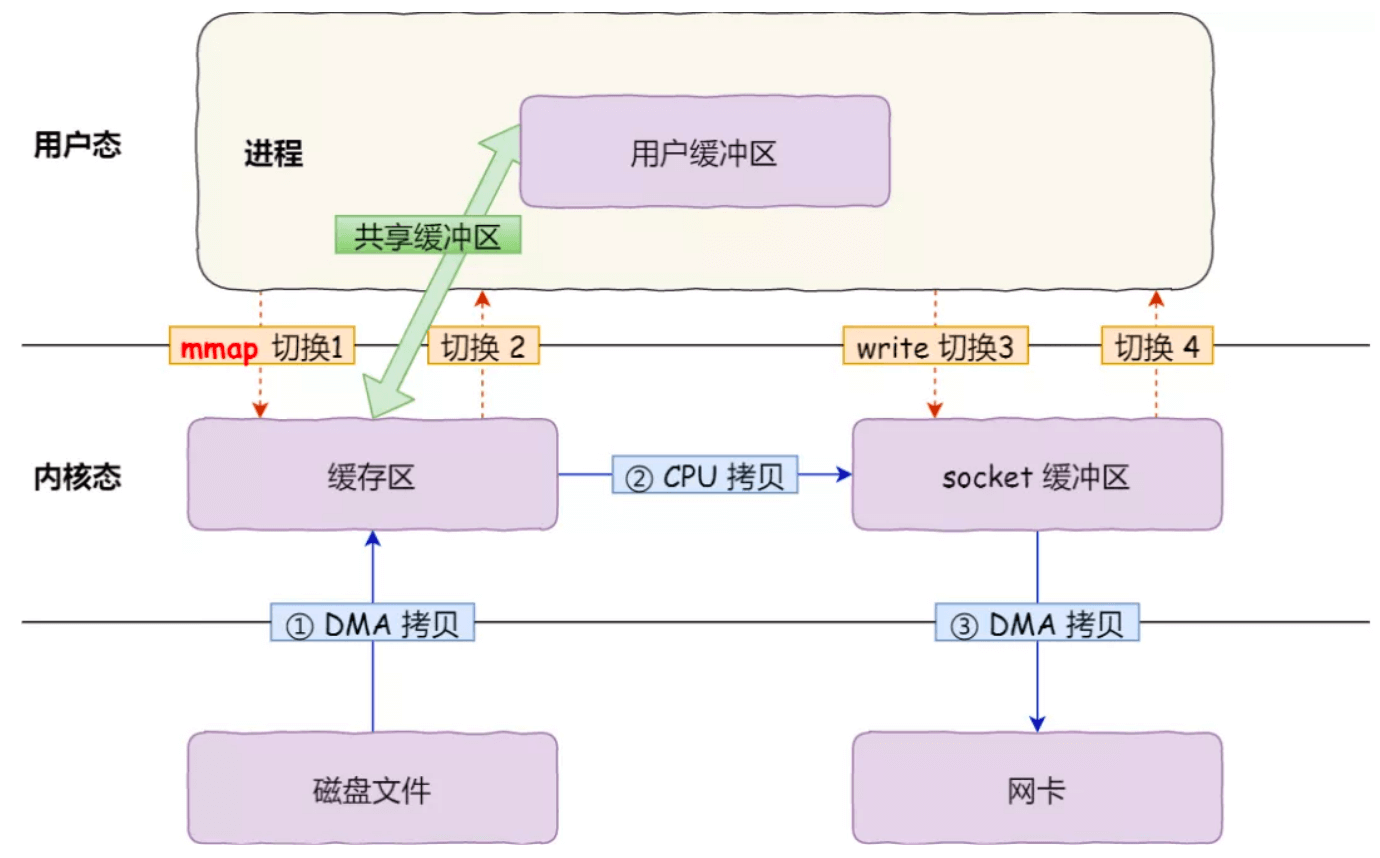 用户态
进程
用户缓冲区
共享缓冲区
mmap 切换1
切换 2
write 切换3
切换 4
内核态
缓存区
② CPU 拷贝
socket 缓冲区
① DMA 拷贝
③ DMA 拷贝
磁盘文件
网卡